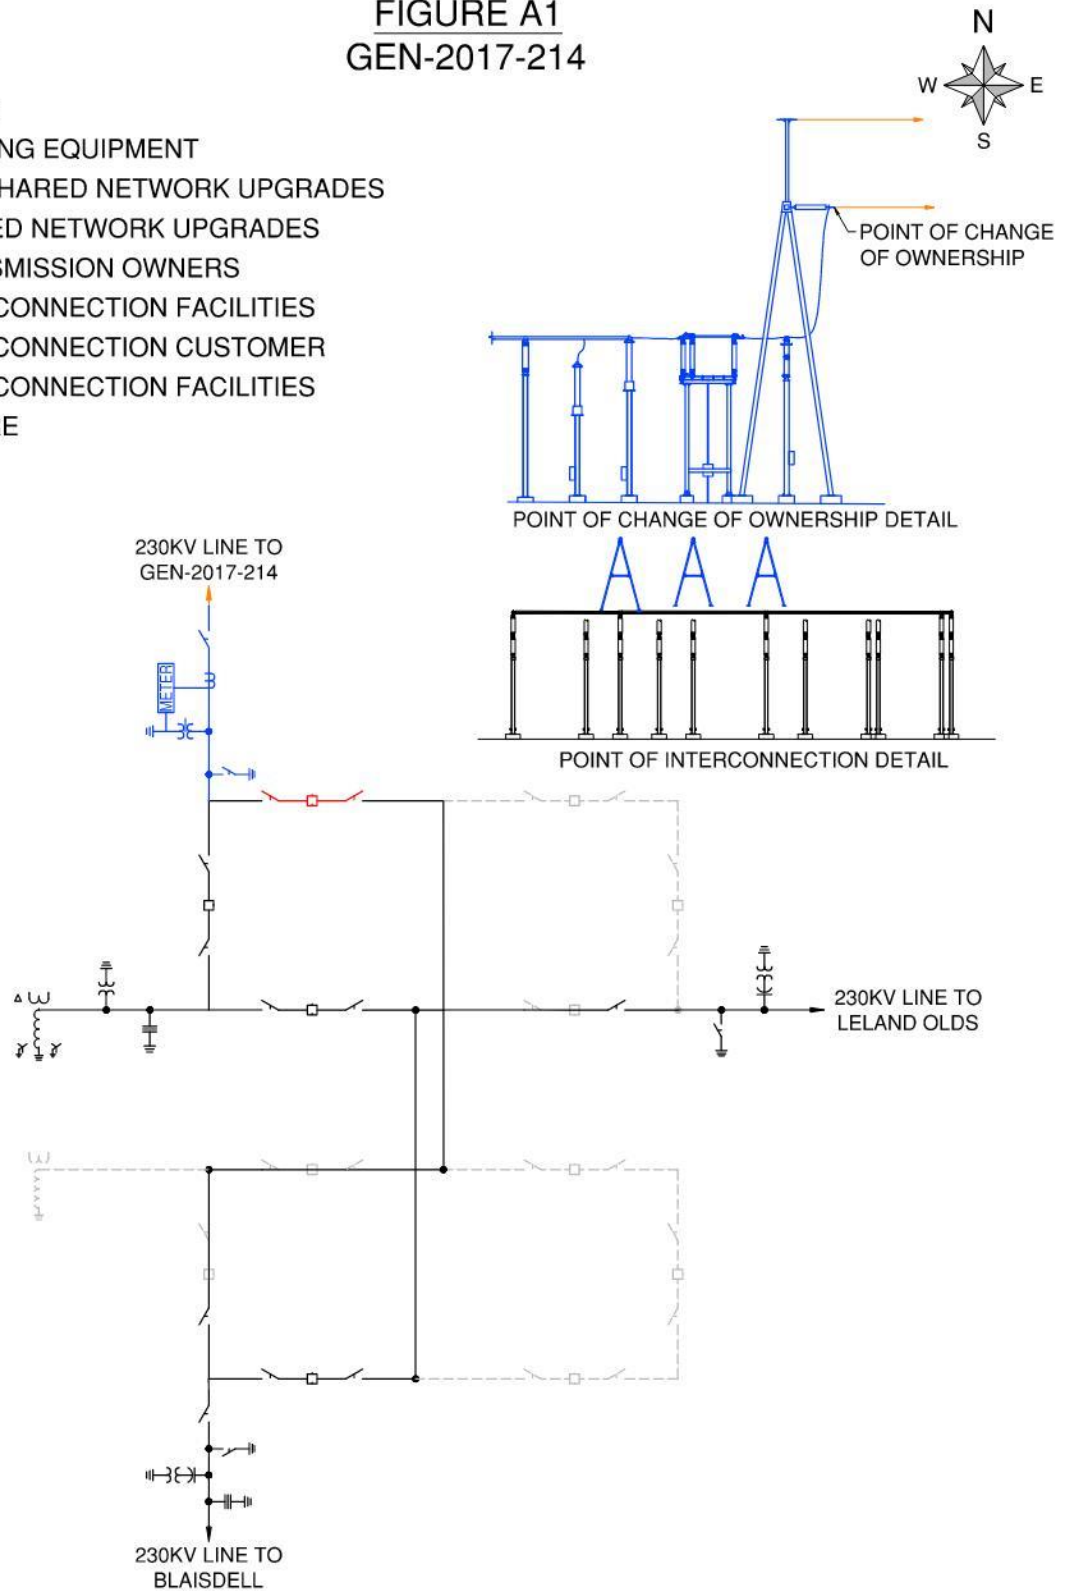 FIGURE A1
GEN-2017-214
N
W
E
S
NG EQUIPMENT
HARED NETWORK UPGRADES
ED NETWORK UPGRADES
SMISSION OWNERS
CONNECTION FACILITIES
CONNECTION CUSTOMER
CONNECTION FACILITIES
E
POINT OF CHANGE
OF OWNERSHIP
POINT OF CHANGE OF OWNERSHIP DETAIL
230KV LINE TO
GEN-2017-214
METER
POINT OF INTERCONNECTION DETAIL
230KV LINE TO
LELAND OLDS
230KV LINE TO
BLAISDELL